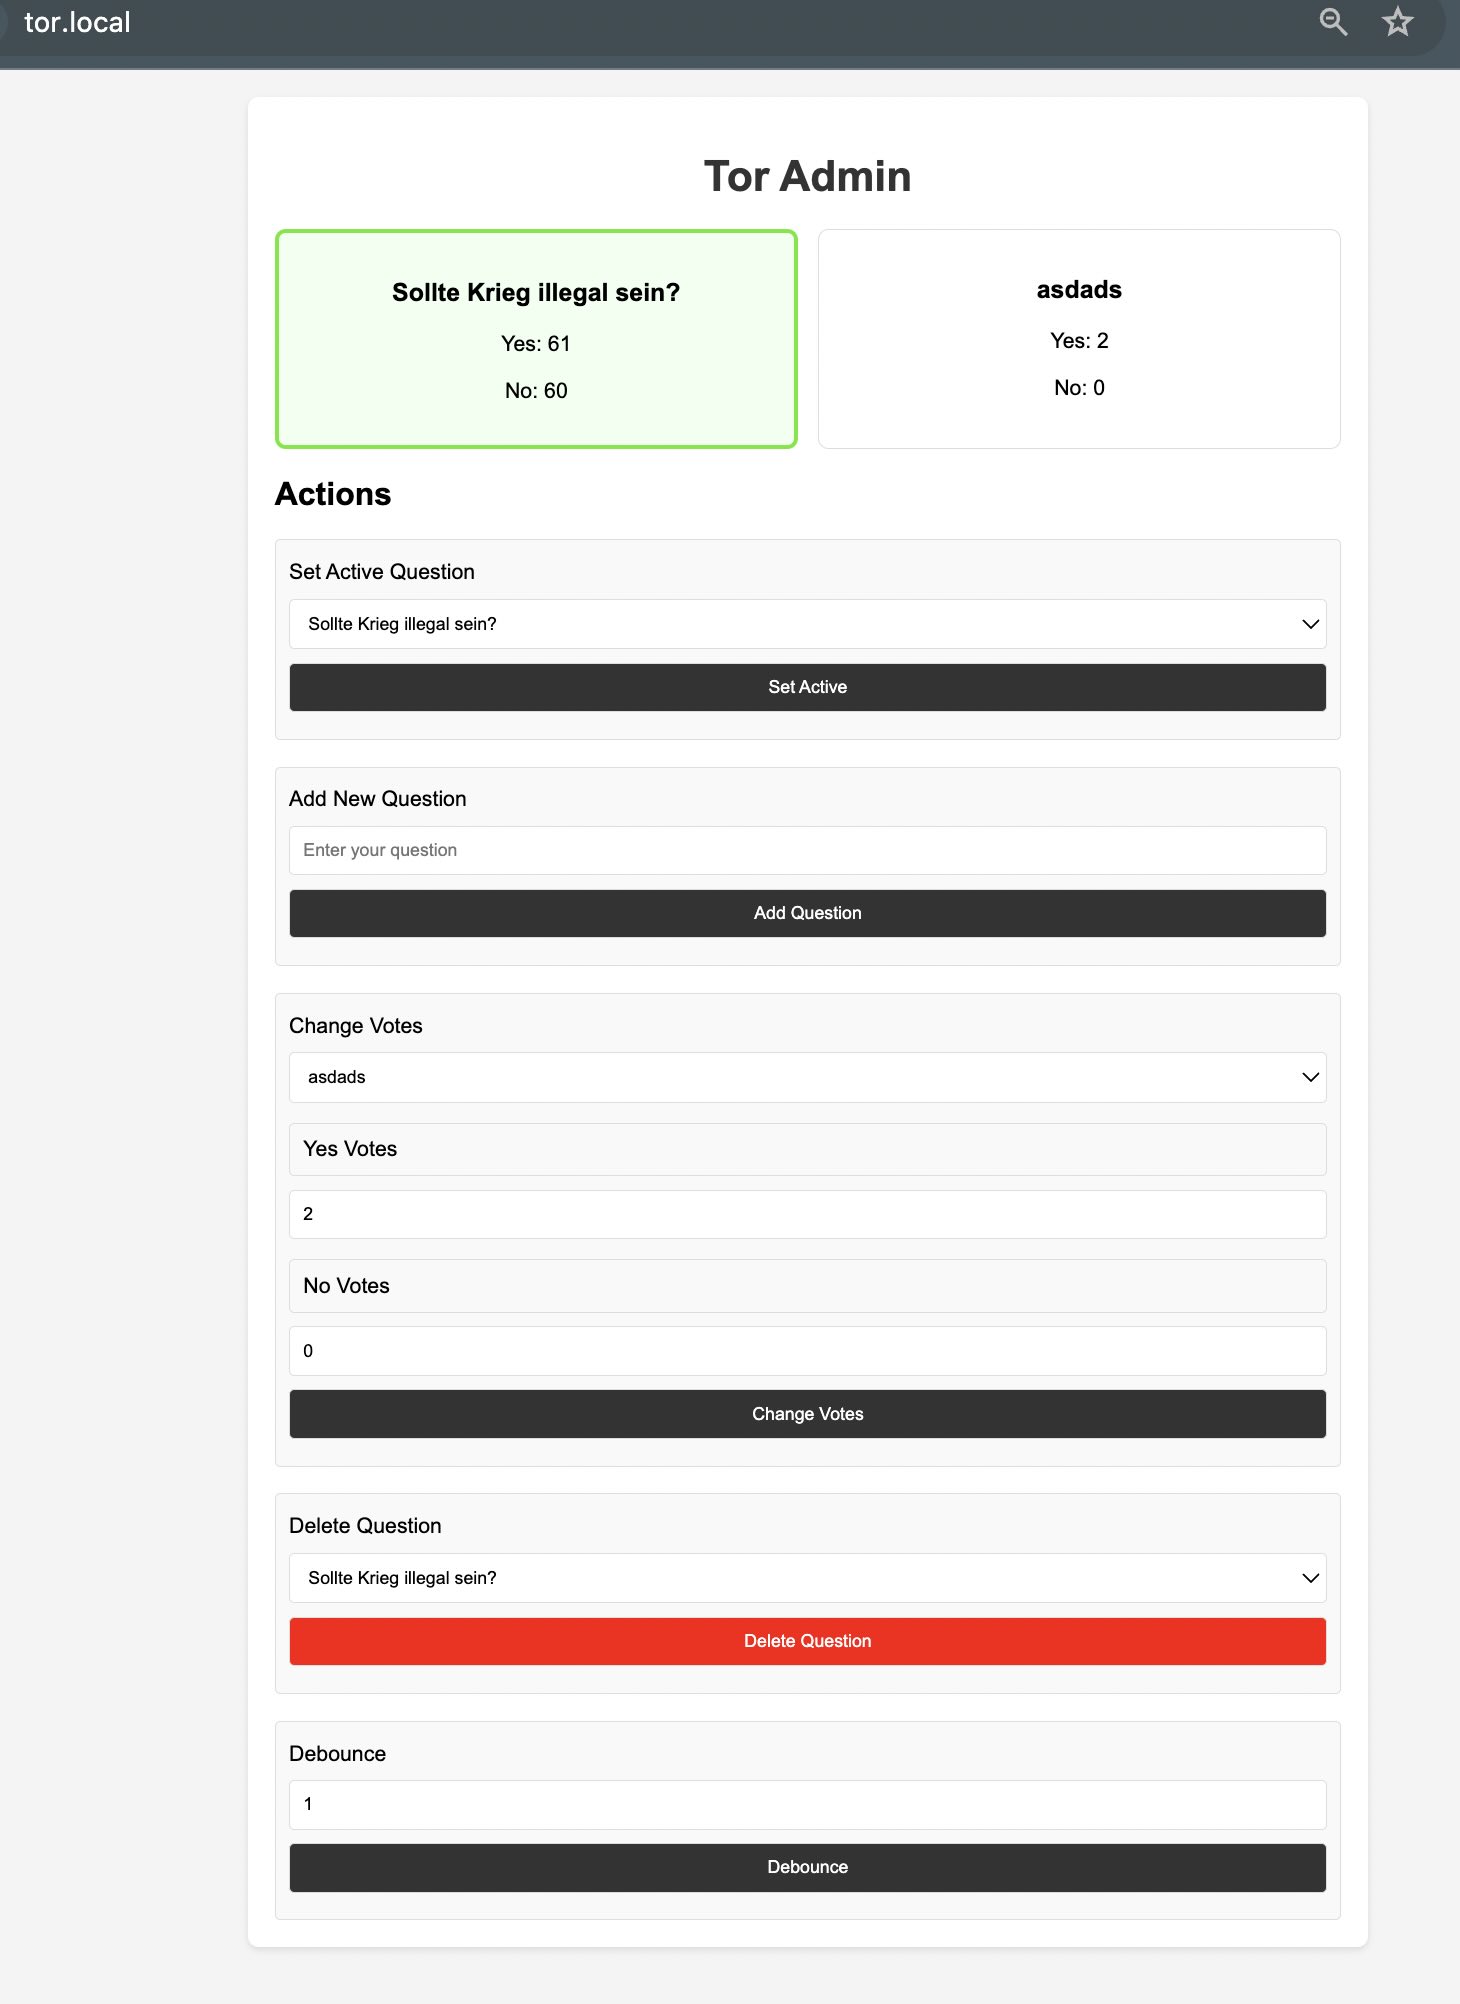 tor.local
Tor Admin
Sollte Krieg illegal sein?
Yes: 61
No: 60
asdads
Yes: 2
No: 0
Actions
Set Active Question
Sollte Krieg illegal sein?
Set Active
Add New Question
Enter your question
Add Question
Change Votes
asdads
Yes Votes
2
No Votes
0
Change Votes
Delete Question
Sollte Krieg illegal sein?
Delete Question
Debounce
1
Debounce